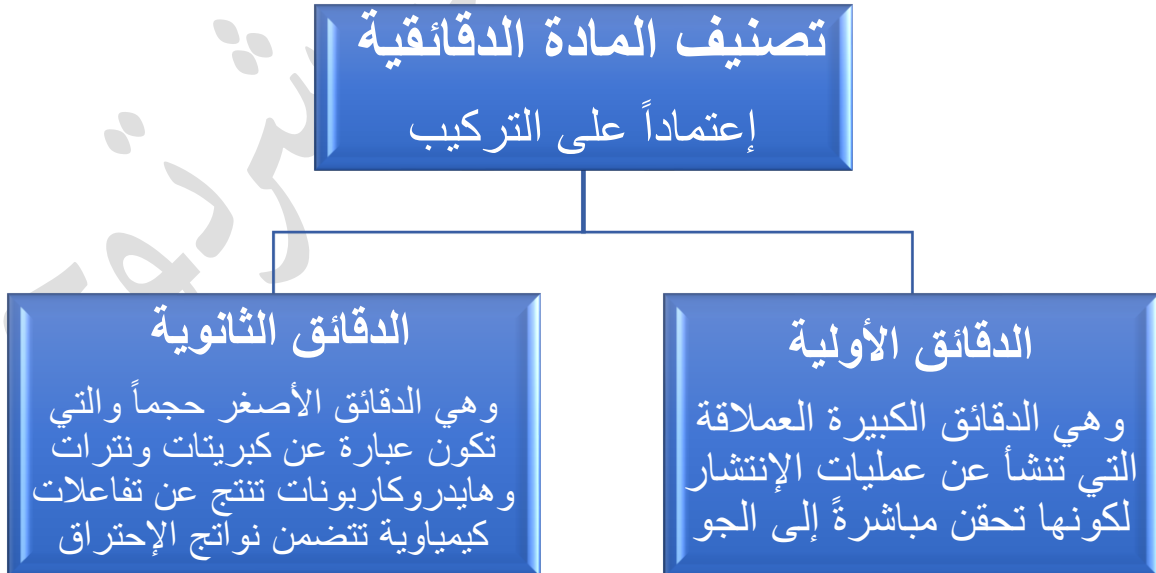 تصنيف المادة الدقائقية
إعتماداً على التركيب
الدقائق الأولية
وهي الدقائق الكبيرة العملاقة
التي تنشأ عن عمليات الإنتشار
لكونها تحقن مباشرةً إلى الجو
الدقائق الثانوية
وهي الدقائق الأصغر حجماً والتي
تكون عبارة عن كبريتات ونترات
وهايدروكاربونات تنتج عن تفاعلات
كيمياوية تتضمن نواتج الإحتراق